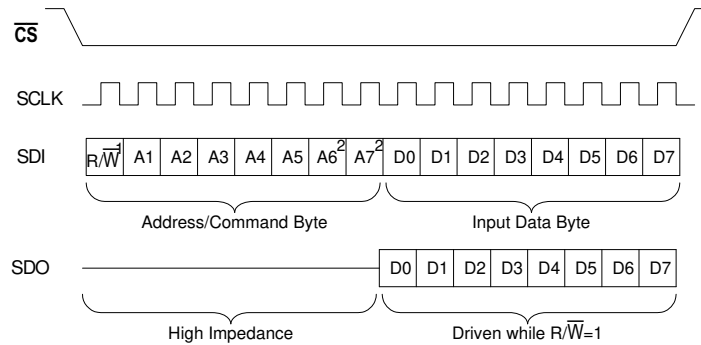 CS
SCLK
SDI R/W1 A1 A2 A3 A4 A5 A62 A72 D0 D1 D2 D3 D4 D5 D6 D7
Address/Command Byte Input Data Byte
SDO D0 D1 D2 D3 D4 D5 D6 D7
High Impedance Driven while R/W=1